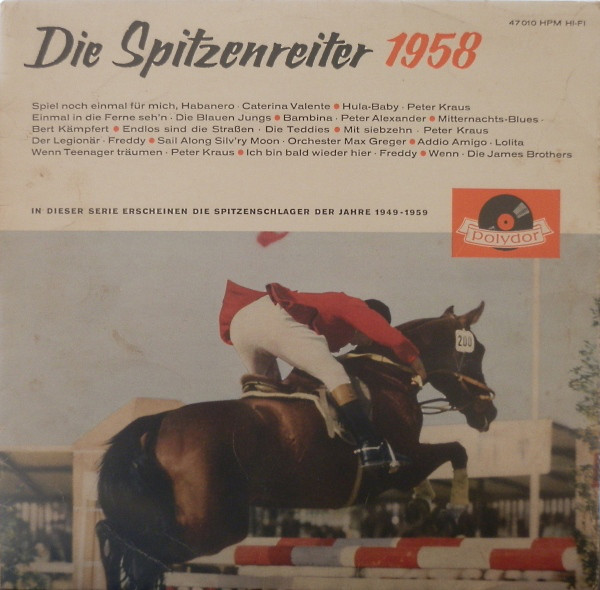 47010 HPM HI-FI
Die Spitzenreiter 1958
Spiel noch einmal für mich, Habanero · Caterina Valente ● Hula-Baby · Peter Kraus
Einmal in die Ferne seh'n · Die Blauen Jungs ● Bambina · Peter Alexander ● Mitternachts-Blues ·
Bert Kämpfert ● Endlos sind die Straßen · Die Teddies ● Mit siebzehn · Peter Kraus
Der Legionär · Freddy ● Sail Along Silv'ry Moon · Orchester Max Greger ● Addio Amigo · Lolita
Wenn Teenager träumen · Peter Kraus ● Ich bin bald wieder hier · Freddy ● Wenn · Die James Brothers
IN DIESER SERIE ERSCHEINEN DIE SPITZENSCHLAGER DER JAHRE 1949-1959
Polydor
200